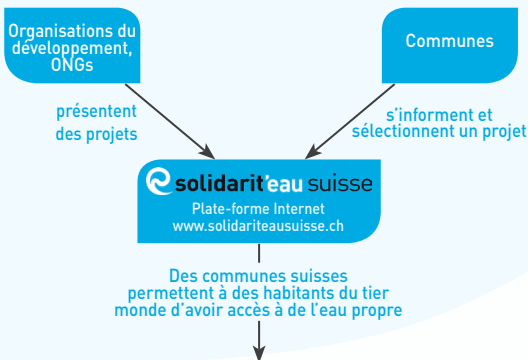 Organisations du
développement,
ONGs
Communes
présentent
des projets
s'informent et
sélectionnent un projet
solidarit'eau suisse
Plate-forme Internet
www.solidariteausuisse.ch
Des communes suisses
permettent à des habitants du tier
monde d'avoir accès à de l'eau propre